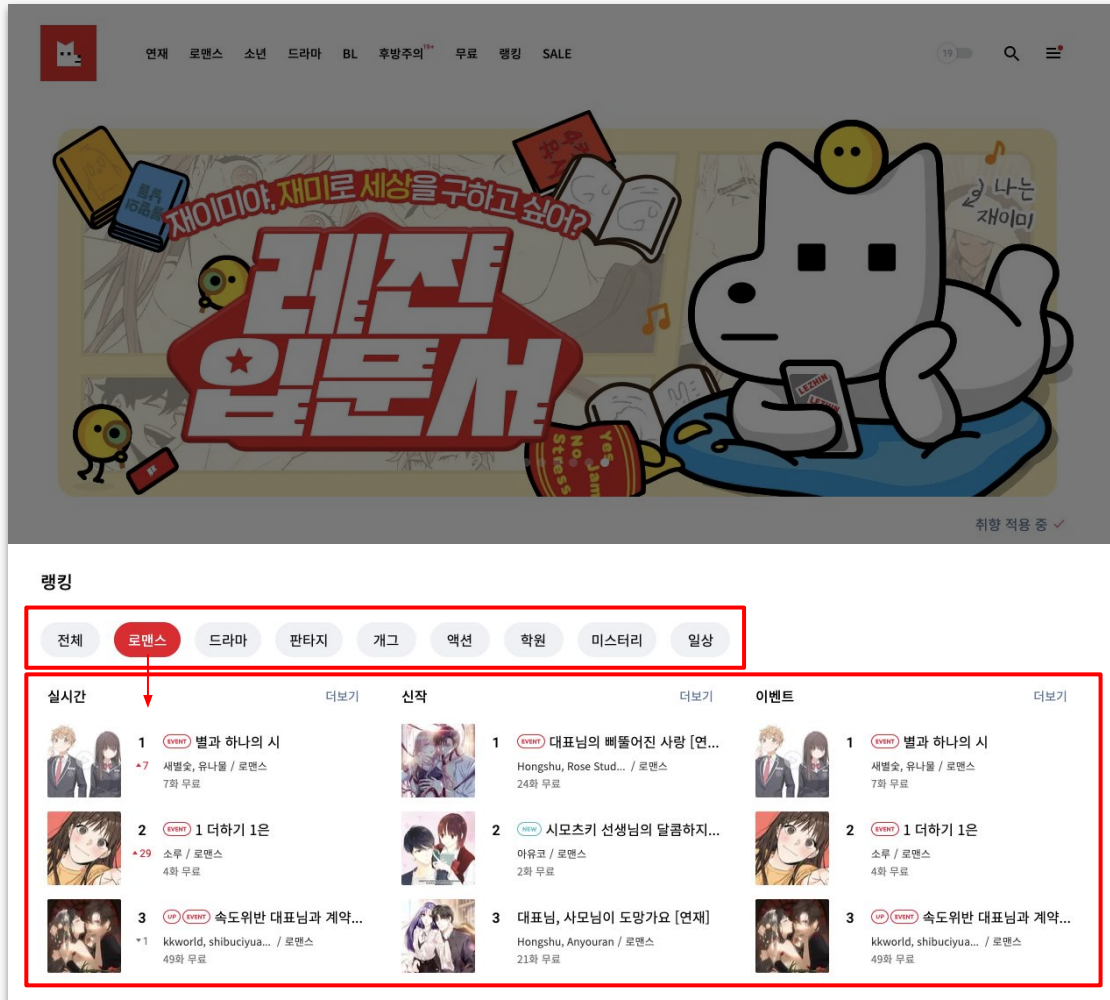 연재 로맨스 소년 드라마 BL 후방주의19+ 무료 랭킹 SALE
19
재이미야, 재미로 세상을 구하고 싶어?
레진
입문서
나는
재이미
LEZHIN
LEZHIN
Yes Jam
No Stress
취향 적용 중
랭킹
전체 로맨스 드라마 판타지 개그 액션 학원 미스터리 일상
실시간 더보기
1 EVENT 별과 하나의 시
▲7 새별숯, 유나물 / 로맨스
7화 무료
2 EVENT 1 더하기 1은
▲29 소루 / 로맨스
4화 무료
3 UP EVENT 속도위반 대표님과 계약...
▼1 kkworld, shibuciyua... / 로맨스
49화 무료
신작 더보기
1 EVENT 대표님의 삐뚤어진 사랑 [연...
Hongshu, Rose Stud... / 로맨스
24화 무료
2 NEW 시모츠키 선생님의 달콤하지...
아유코 / 로맨스
2화 무료
3 대표님, 사모님이 도망가요 [연재]
Hongshu, Anyouran / 로맨스
21화 무료
이벤트 더보기
1 EVENT 별과 하나의 시
새별숯, 유나물 / 로맨스
7화 무료
2 EVENT 1 더하기 1은
소루 / 로맨스
4화 무료
3 UP EVENT 속도위반 대표님과 계약...
kkworld, shibuciyua... / 로맨스
49화 무료